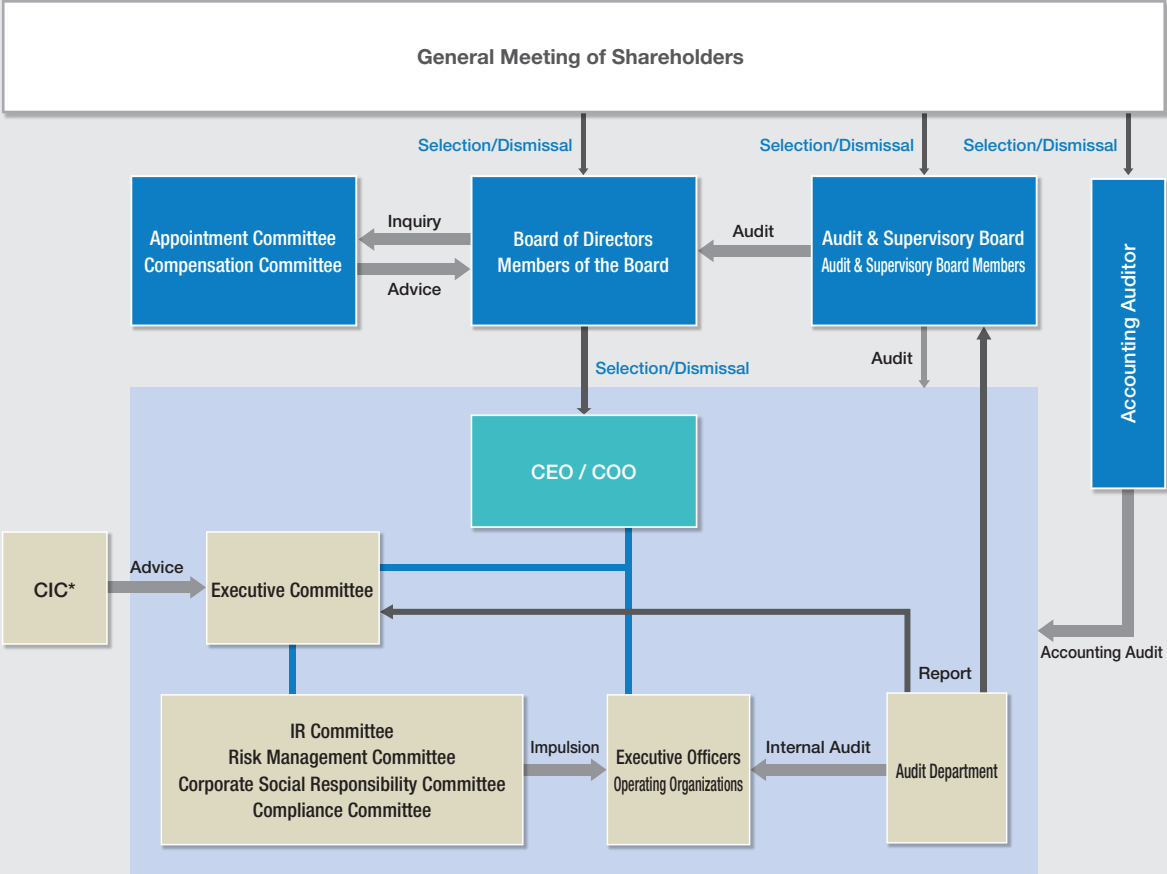 General Meeting of Shareholders
Selection/Dismissal
Selection/Dismissal
Selection/Dismissal
Appointment Committee
Compensation Committee
Inquiry
Advice
Board of Directors
Members of the Board
Audit
Audit & Supervisory Board
Audit & Supervisory Board Members
Accounting Auditor
Selection/Dismissal
Audit
CEO / COO
CIC*
Advice
Executive Committee
Accounting Audit
Report
IR Committee
Risk Management Committee
Corporate Social Responsibility Committee
Compliance Committee
Impulsion
Executive Officers
Operating Organizations
Internal Audit
Audit Department